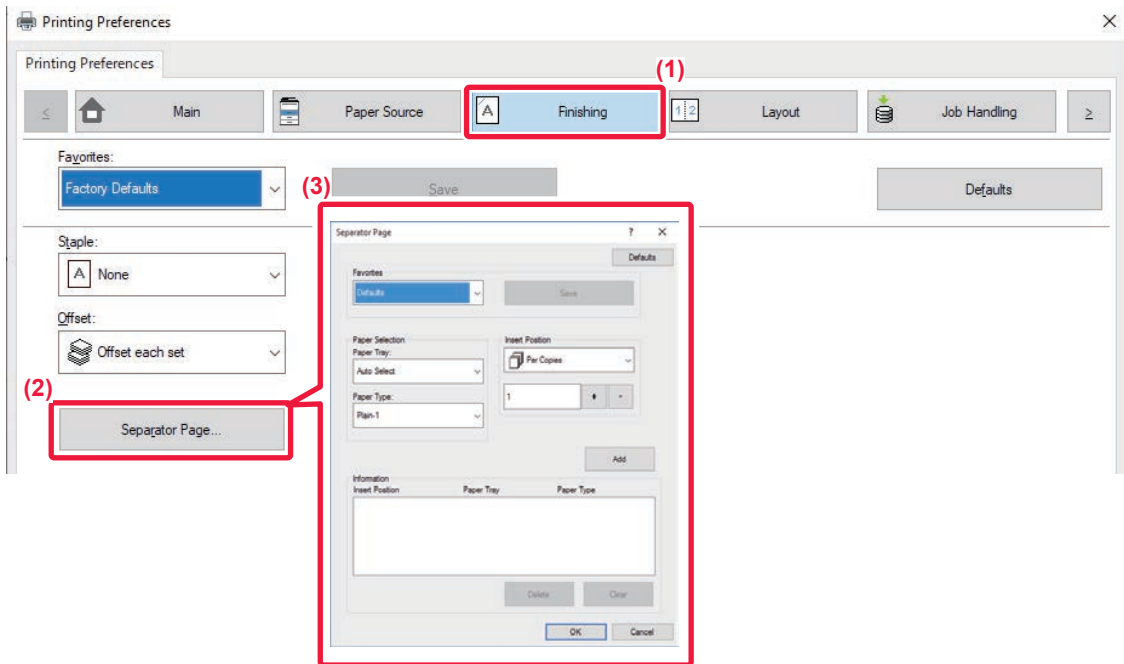 Printing Preferences
Printing Preferences
(1)
< Main Paper Source A Finishing 1 2 Layout Job Handling >
Favorites:
Factory Defaults (3) Save Defaults
Separator Page ? X
Defaults
Favorites
Defaults Save
Staple:
A None
Offset:
Offset each set
(2)
Separator Page...
Paper Selection Insert Position
Paper Tray: Per Copies
Auto Select
Paper Type: 1 + -
Plain-1
Add
Information
Insert Position Paper Tray Paper Type
Delete Clear
OK Cancel